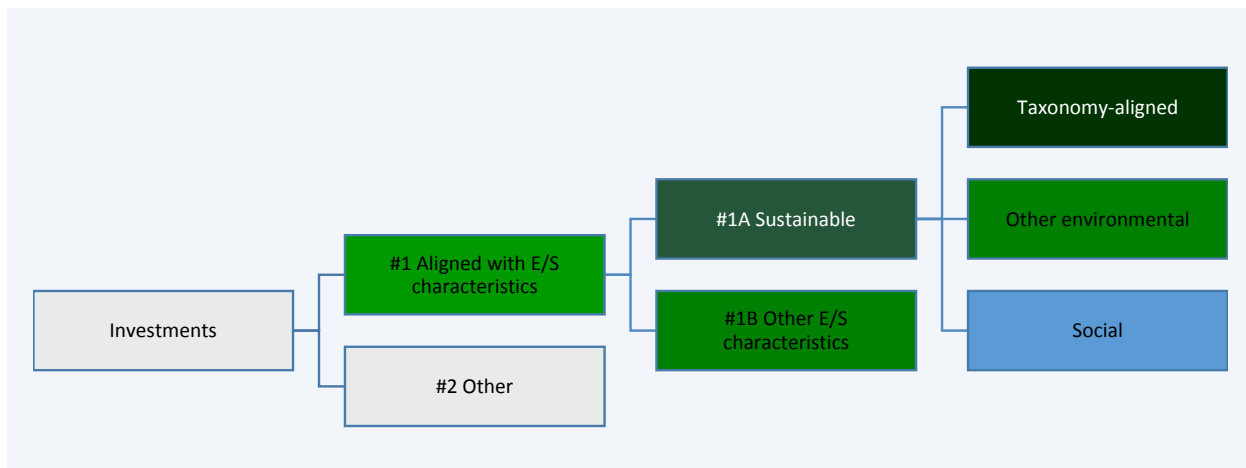 Investments
#1 Aligned with E/S
characteristics
#2 Other
#1A Sustainable
#1B Other E/S
characteristics
Taxonomy-aligned
Other environmental
Social